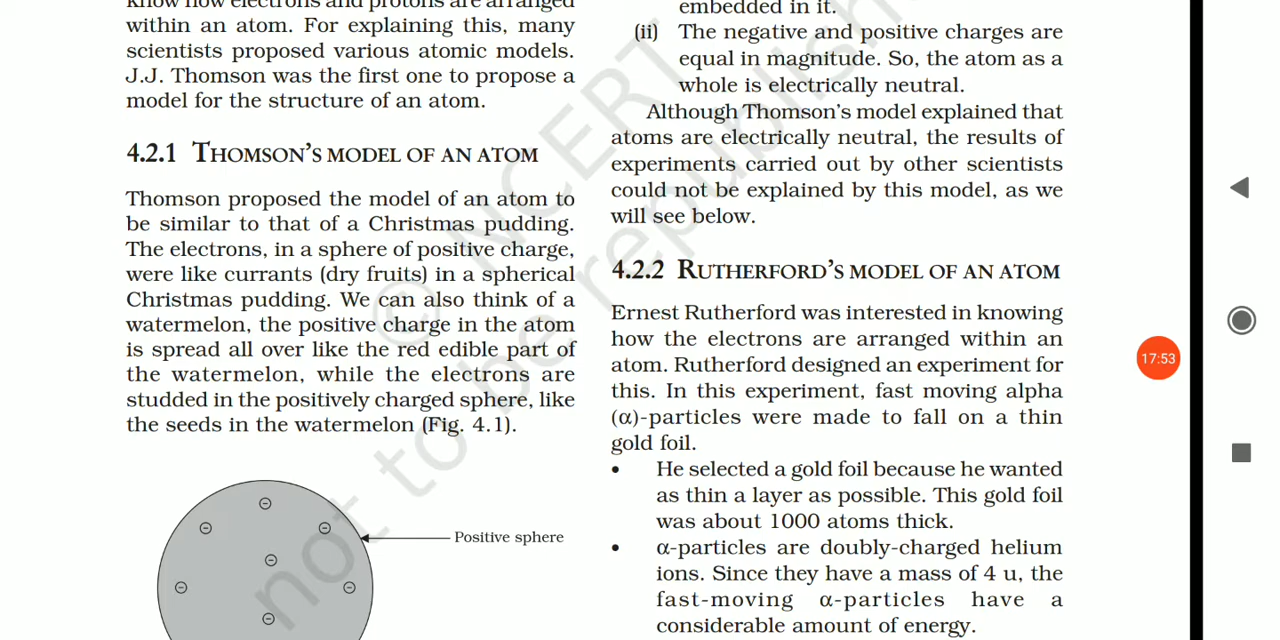 know how electrons and protons are arranged
within an atom. For explaining this, many
scientists proposed various atomic models.
J.J. Thomson was the first one to propose a
model for the structure of an atom.
4.2.1 THOMSON'S MODEL OF AN ATOM
Thomson proposed the model of an atom to
be similar to that of a Christmas pudding.
The electrons, in a sphere of positive charge,
were like currants (dry fruits) in a spherical
Christmas pudding. We can also think of a
watermelon, the positive charge in the atom
is spread all over like the red edible part of
the watermelon, while the electrons are
studded in the positively charged sphere, like
the seeds in the watermelon (Fig. 4.1).
Positive sphere
embedded in it.
(ii) The negative and positive charges are
equal in magnitude. So, the atom as a
whole is electrically neutral.
Although Thomson's model explained that
atoms are electrically neutral, the results of
experiments carried out by other scientists
could not be explained by this model, as we
will see below.
4.2.2 RUTHERFORD'S MODEL OF AN ATOM
Ernest Rutherford was interested in knowing
how the electrons are arranged within an
atom. Rutherford designed an experiment for
this. In this experiment, fast moving alpha
(α)-particles were made to fall on a thin
gold foil.
• He selected a gold foil because he wanted
as thin a layer as possible. This gold foil
was about 1000 atoms thick.
• α-particles are doubly-charged helium
ions. Since they have a mass of 4 u, the
fast-moving α-particles have a
considerable amount of energy.
© NCERT
not to be republish
17:53